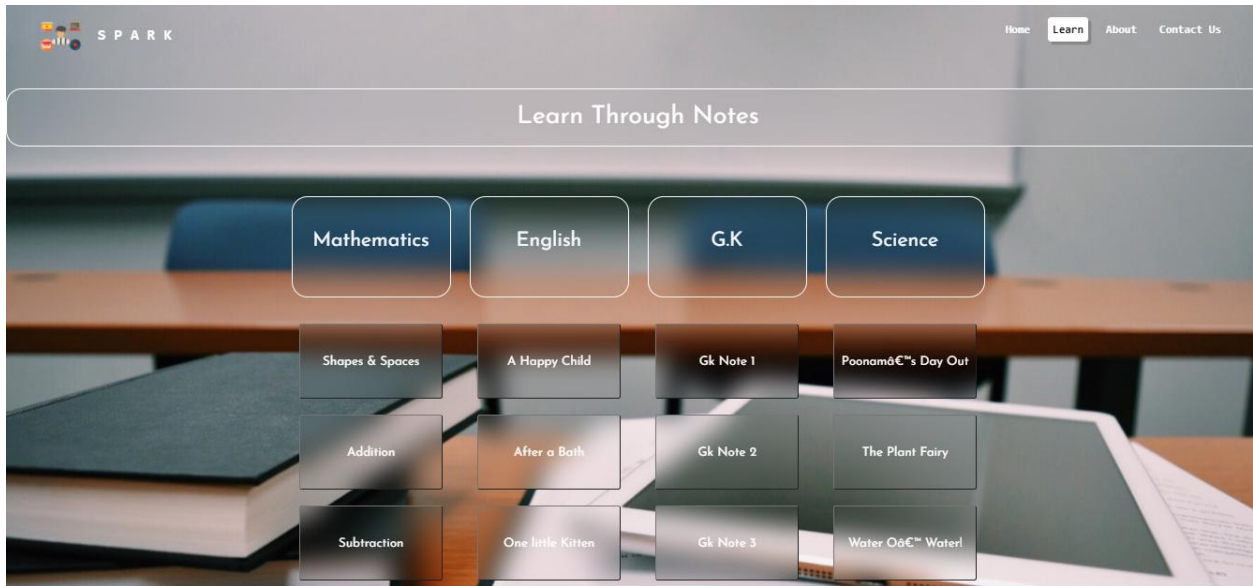 SPARK
Home Learn About Contact Us
Learn Through Notes
Mathematics English G.K Science
Shapes & Spaces A Happy Child Gk Note 1 Poonamâ€™s Day Out
Addition After a Bath Gk Note 2 The Plant Fairy
Subtraction One little Kitten Gk Note 3 Water Oâ€™ Water!